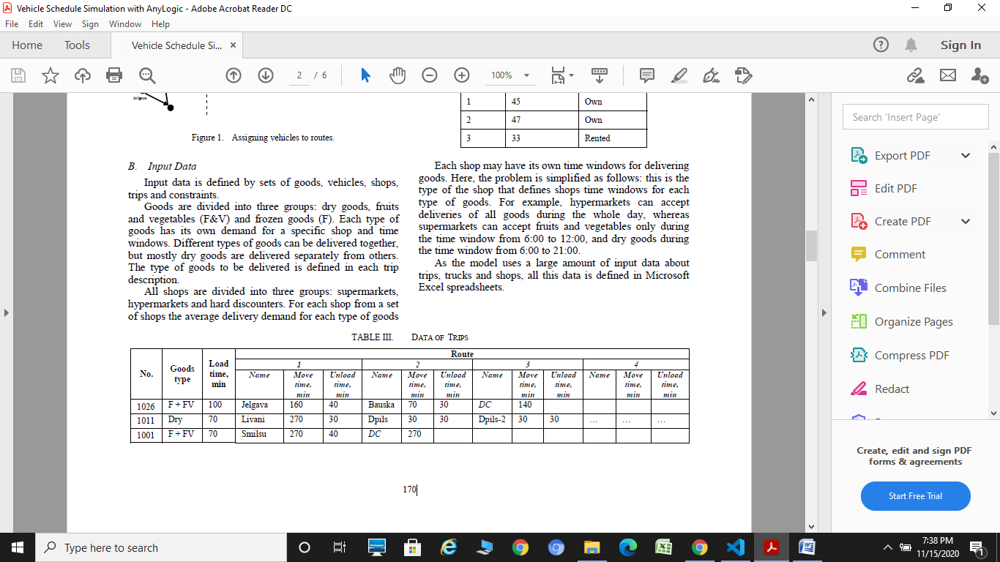 Vehicle Schedule Simulation with AnyLogic - Adobe Acrobat Reader DC
File Edit View Sign Window Help
Home Tools Vehicle Schedule Si... × Sign In
2 / 6 100%
Jelgava
1 45 Own
2 47 Own
3 33 Rented
Figure 1. Assigning vehicles to routes.
B. Input Data
Input data is defined by sets of goods, vehicles, shops,
trips and constraints.
Goods are divided into three groups: dry goods, fruits
and vegetables (F&V) and frozen goods (F). Each type of
goods has its own demand for a specific shop and time
windows. Different types of goods can be delivered together,
but mostly dry goods are delivered separately from others.
The type of goods to be delivered is defined in each trip
description.
All shops are divided into three groups: supermarkets,
hypermarkets and hard discounters. For each shop from a set
of shops the average delivery demand for each type of goods
Each shop may have its own time windows for delivering
goods. Here, the problem is simplified as follows: this is the
type of the shop that defines shops time windows for each
type of goods. For example, hypermarkets can accept
deliveries of all goods during the whole day, whereas
supermarkets can accept fruits and vegetables only during
the time window from 6:00 to 12:00, and dry goods during
the time window from 6:00 to 21:00.
As the model uses a large amount of input data about
trips, trucks and shops, all this data is defined in Microsoft
Excel spreadsheets.
TABLE III. DATA OF TRIPS
No. Goods type Load time, min Route
1 2 3 4
Name Move time, min Unload time, min Name Move time, min Unload time, min Name Move time, min Unload time, min Name Move time, min Unload time, min
1026 F + FV 100 Jelgava 160 40 Bauska 70 30 DC 140
1011 Dry 70 Livani 270 30 Dpils 30 30 Dpils-2 30 30 ... ... ...
1001 F + FV 70 Smilsu 270 40 DC 270
170
Search 'Insert Page'
Export PDF
Edit PDF
Create PDF
Comment
Combine Files
Organize Pages
Compress PDF
Redact
Create, edit and sign PDF
forms & agreements
Start Free Trial
Type here to search
7:38 PM
11/15/2020
1